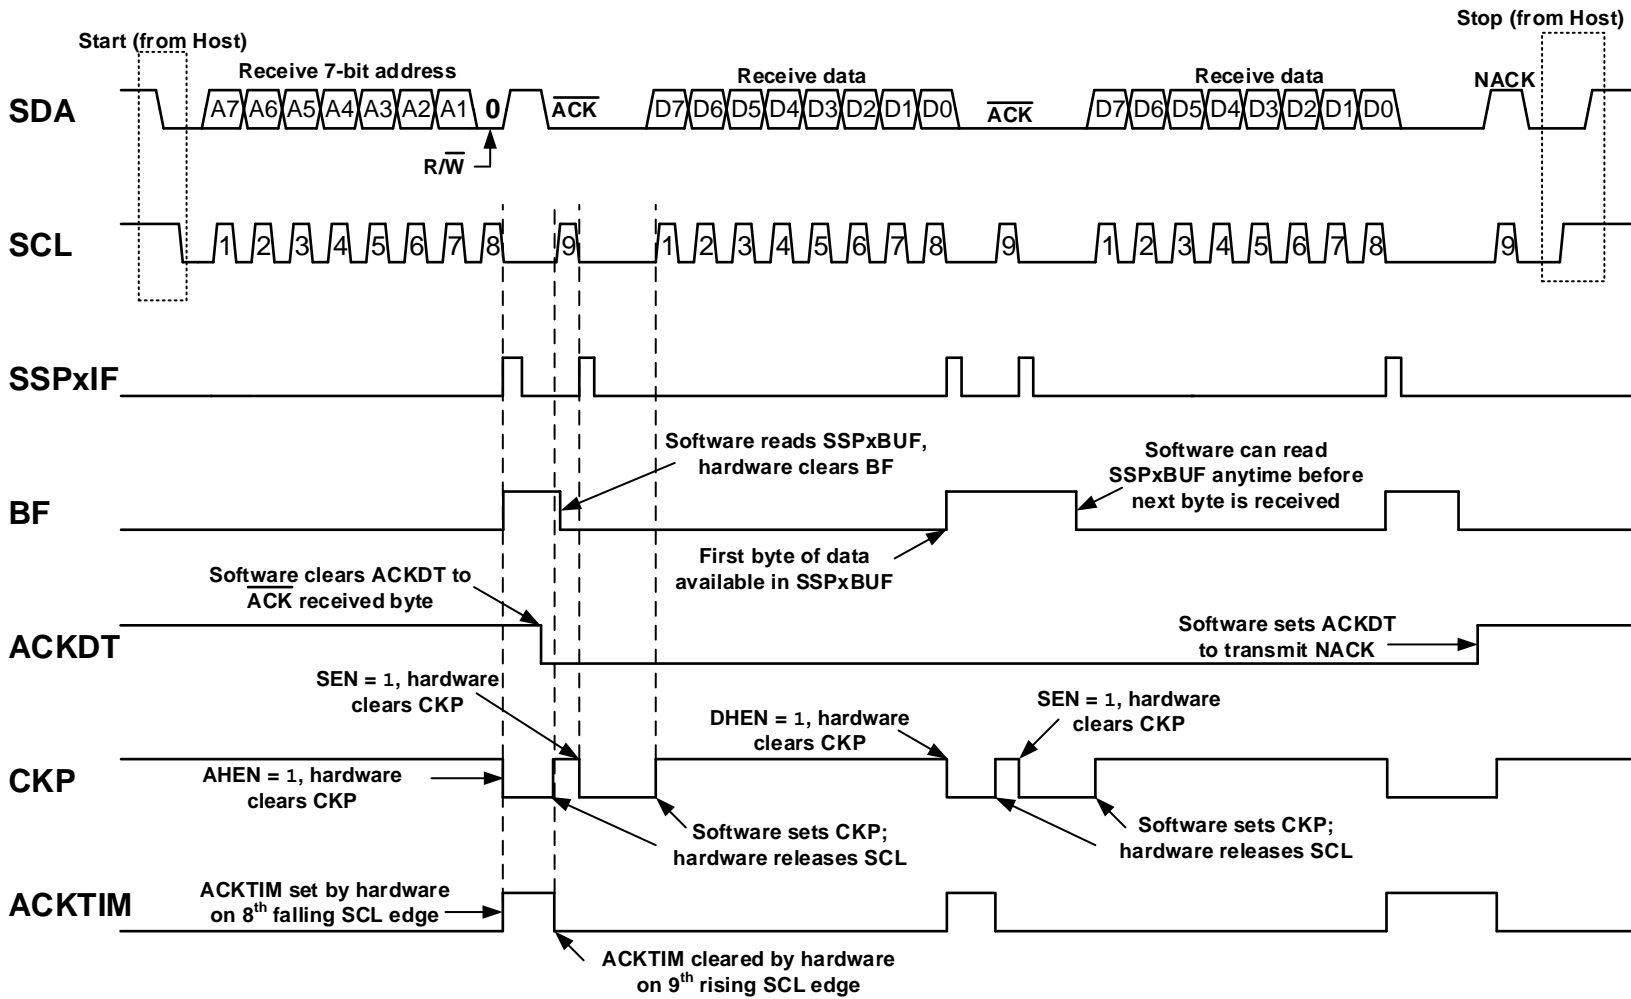 Start (from Host)
Stop (from Host)
Receive 7-bit address
Receive data
Receive data
NACK
SDA
A7 A6 A5 A4 A3 A2 A1 0
ACK
D7 D6 D5 D4 D3 D2 D1 D0
ACK
D7 D6 D5 D4 D3 D2 D1 D0
R/W
SCL
1 2 3 4 5 6 7 8 9
1 2 3 4 5 6 7 8 9
1 2 3 4 5 6 7 8 9
SSPxIF
Software reads SSPxBUF,
hardware clears BF
Software can read
SSPxBUF anytime before
next byte is received
BF
First byte of data
available in SSPxBUF
Software clears ACKDT to
ACK received byte
ACKDT
Software sets ACKDT
to transmit NACK
SEN = 1, hardware
clears CKP
DHEN = 1, hardware
clears CKP
SEN = 1, hardware
clears CKP
CKP
AHEN = 1, hardware
clears CKP
Software sets CKP;
hardware releases SCL
Software sets CKP;
hardware releases SCL
ACKTIM
ACKTIM set by hardware
on 8th falling SCL edge
ACKTIM cleared by hardware
on 9th rising SCL edge